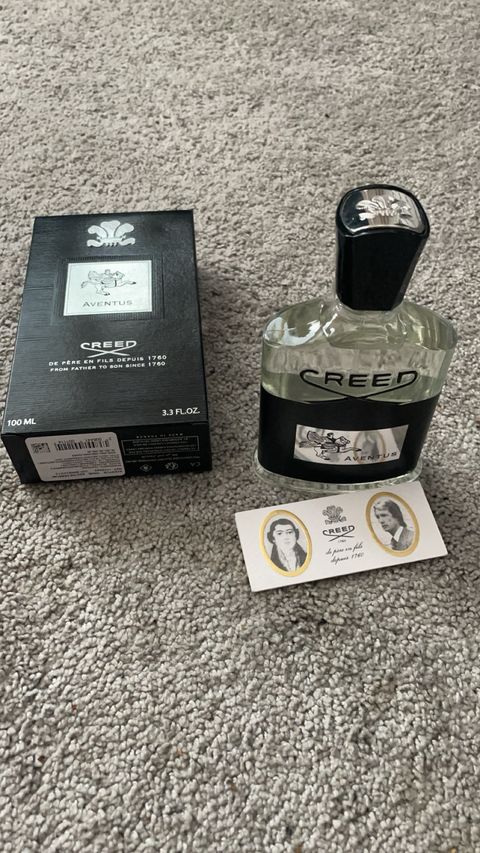 AVENTUS
CREED
DE PÈRE EN FILS DEPUIS 1760
FROM FATHER TO SON SINCE 1760
100 ML
3.3 FL.OZ.
CREED
AVENTUS
CREED
1760
de père en fils
depuis 1760